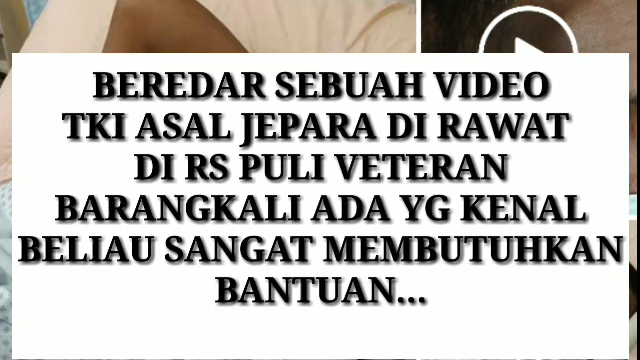 BEREDAR SEBUAH VIDEO
TKI ASAL JEPARA DI RAWAT
DI RS PULI VETERAN
BARANGKALI ADA YG KENAL
BELIAU SANGAT MEMBUTUHKAN
BANTUAN...